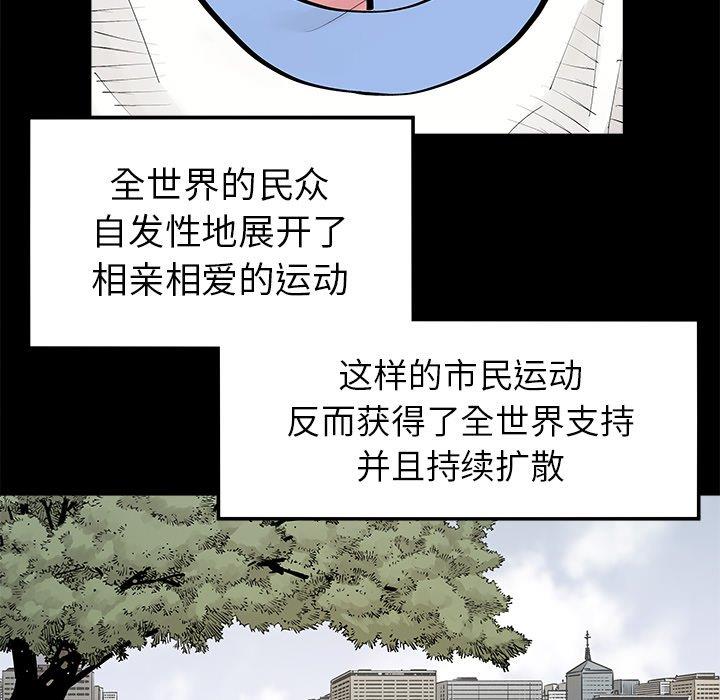 全世界的民众
自发性地展开了
相亲相爱的运动
这样的市民运动
反而获得了全世界支持
并且持续扩散